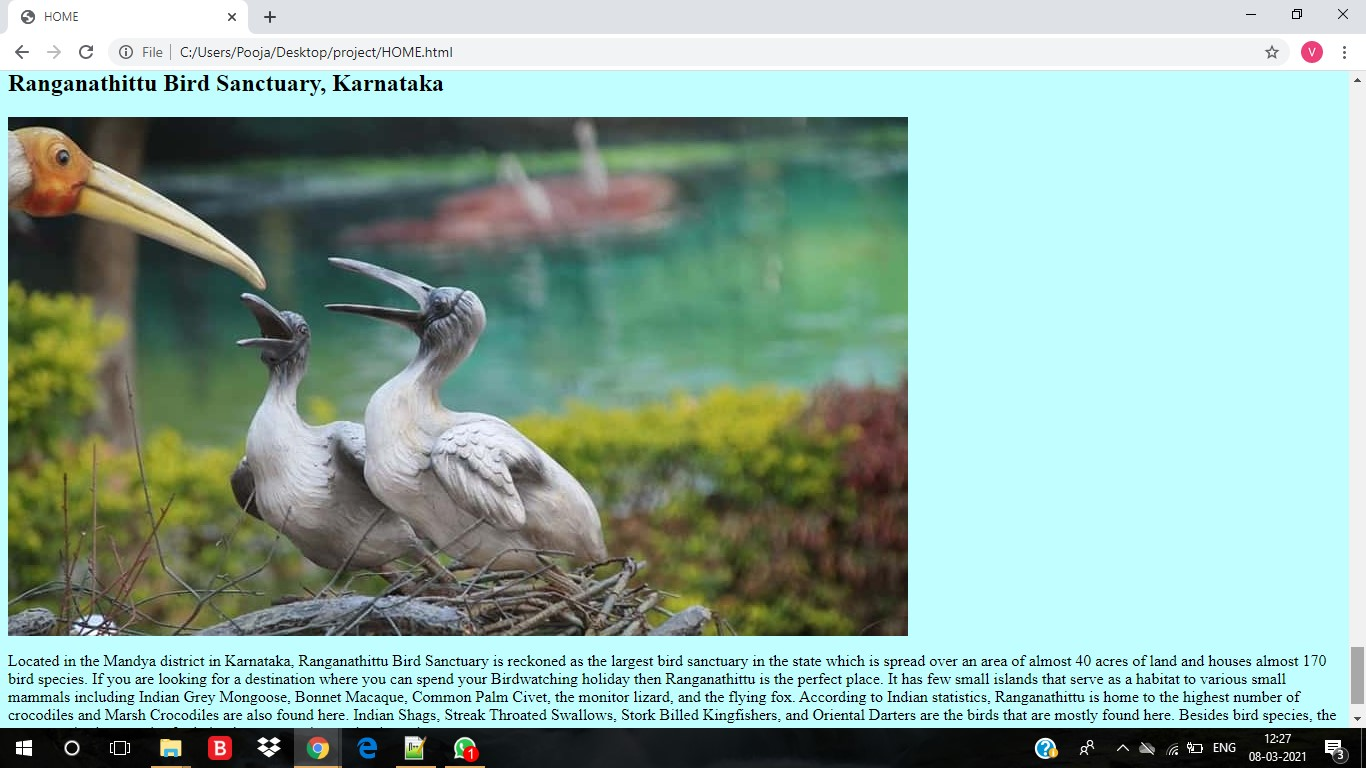 HOME
File
C:/Users/Pooja/Desktop/project/HOME.html
V
Ranganathittu Bird Sanctuary, Karnataka
Located in the Mandya district in Karnataka, Ranganathittu Bird Sanctuary is reckoned as the largest bird sanctuary in the state which is spread over an area of almost 40 acres of land and houses almost 170
bird species. If you are looking for a destination where you can spend your Birdwatching holiday then Ranganathittu is the perfect place. It has few small islands that serve as a habitat to various small
mammals including Indian Grey Mongoose, Bonnet Macaque, Common Palm Civet, the monitor lizard, and the flying fox. According to Indian statistics, Ranganathittu is home to the highest number of
crocodiles and Marsh Crocodiles are also found here. Indian Shags, Streak Throated Swallows, Stork Billed Kingfishers, and Oriental Darters are the birds that are mostly found here. Besides bird species, the
B
1
ENG
12:27
08-03-2021
3